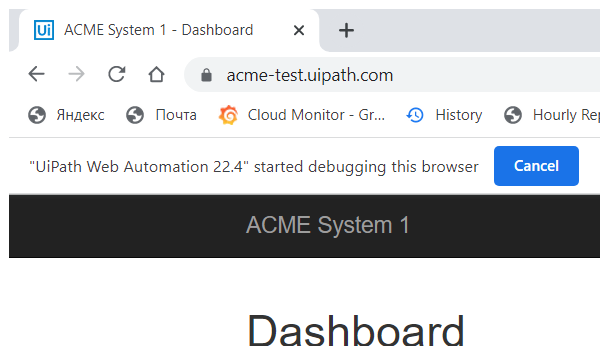 Ui ACME System 1 - Dashboard
acme-test.uipath.com
Яндекс Почта Cloud Monitor - Gr... History Hourly Rep
"UiPath Web Automation 22.4" started debugging this browser Cancel
ACME System 1
Dashboard